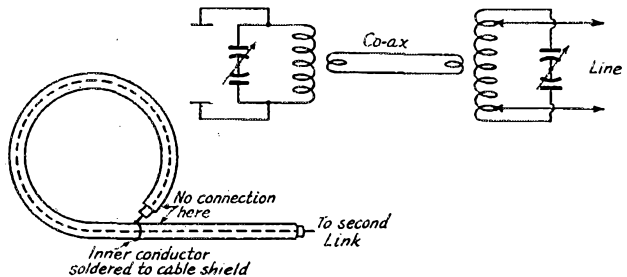 Co-ax
Line
No connection
here
To second
Link
Inner conductor
soldered to cable shield